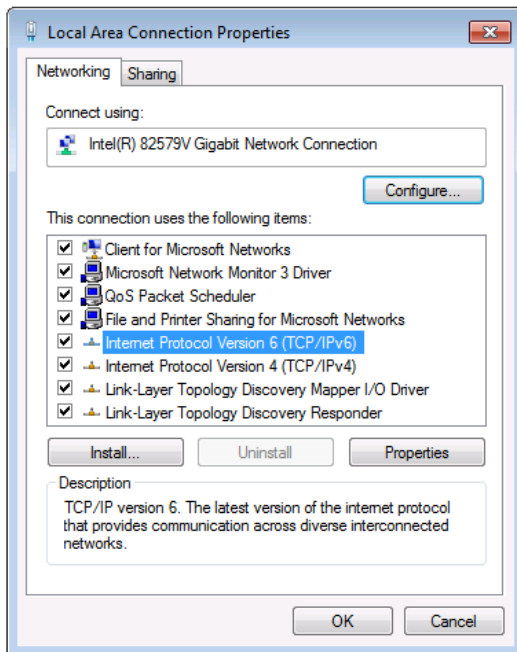 Local Area Connection Properties
Networking
Sharing
Connect using:
Intel(R) 82579V Gigabit Network Connection
Configure...
This connection uses the following items:
Client for Microsoft Networks
Microsoft Network Monitor 3 Driver
QoS Packet Scheduler
File and Printer Sharing for Microsoft Networks
Internet Protocol Version 6 (TCP/IPv6)
Internet Protocol Version 4 (TCP/IPv4)
Link-Layer Topology Discovery Mapper I/O Driver
Link-Layer Topology Discovery Responder
Install...
Uninstall
Properties
Description
TCP/IP version 6. The latest version of the internet protocol
that provides communication across diverse interconnected
networks.
OK
Cancel